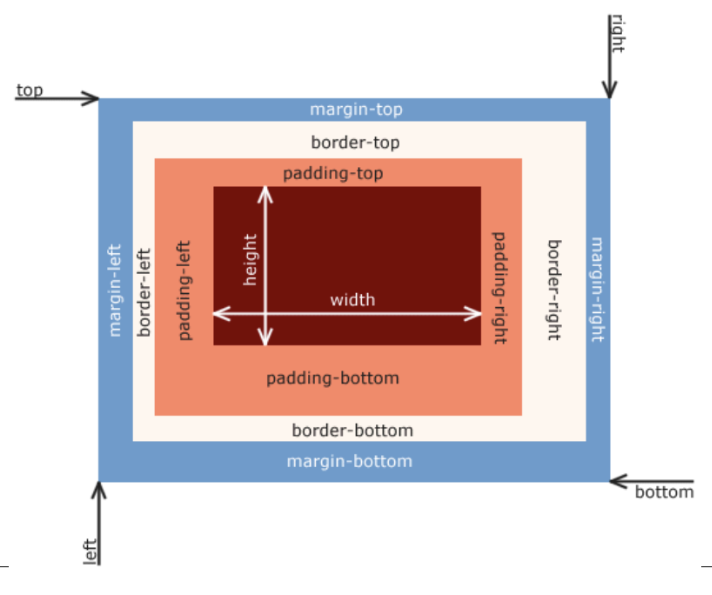 right
top
margin-top
border-top
padding-top
margin-left
border-left
padding-left
height
width
padding-right
border-right
margin-right
padding-bottom
border-bottom
margin-bottom
bottom
left